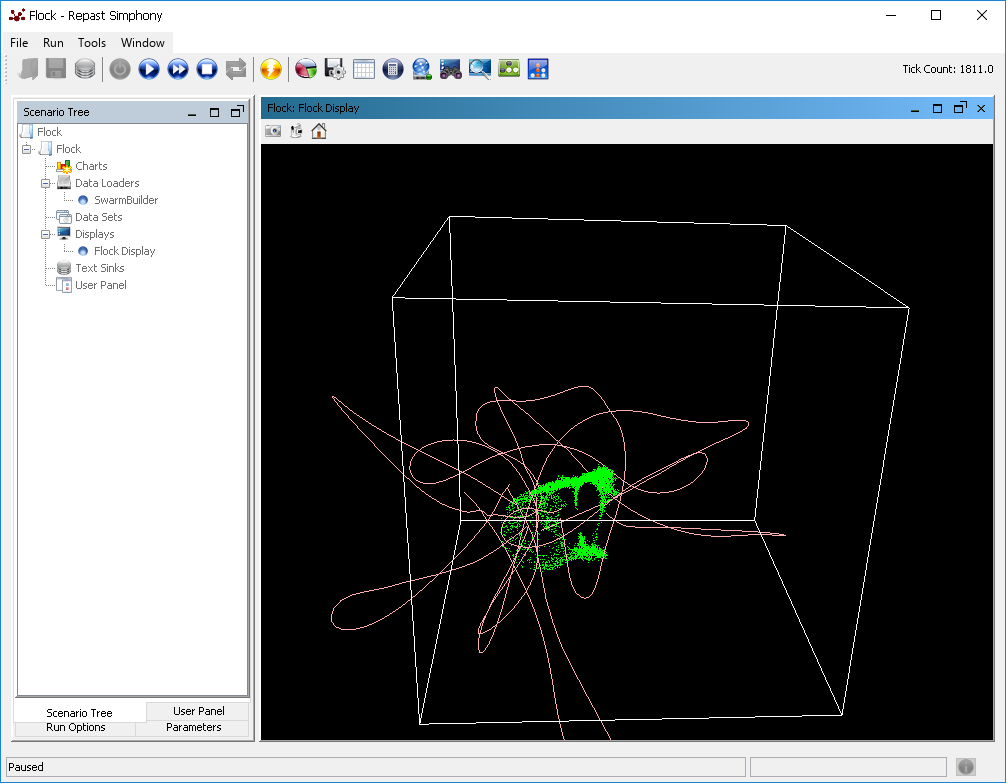 Flock - Repast Simphony
File Run Tools Window
Tick Count: 1811.0
Scenario Tree
Flock
Flock
Charts
Data Loaders
SwarmBuilder
Data Sets
Displays
Flock Display
Text Sinks
User Panel
Flock: Flock Display
Scenario Tree User Panel
Run Options Parameters
Paused